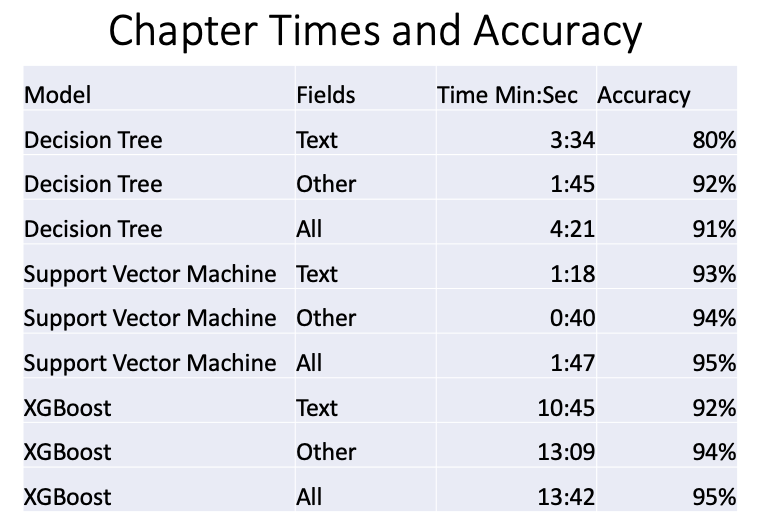 Chapter Times and Accuracy
Model Fields Time Min:Sec Accuracy
Decision Tree Text 3:34 80%
Decision Tree Other 1:45 92%
Decision Tree All 4:21 91%
Support Vector Machine Text 1:18 93%
Support Vector Machine Other 0:40 94%
Support Vector Machine All 1:47 95%
XGBoost Text 10:45 92%
XGBoost Other 13:09 94%
XGBoost All 13:42 95%